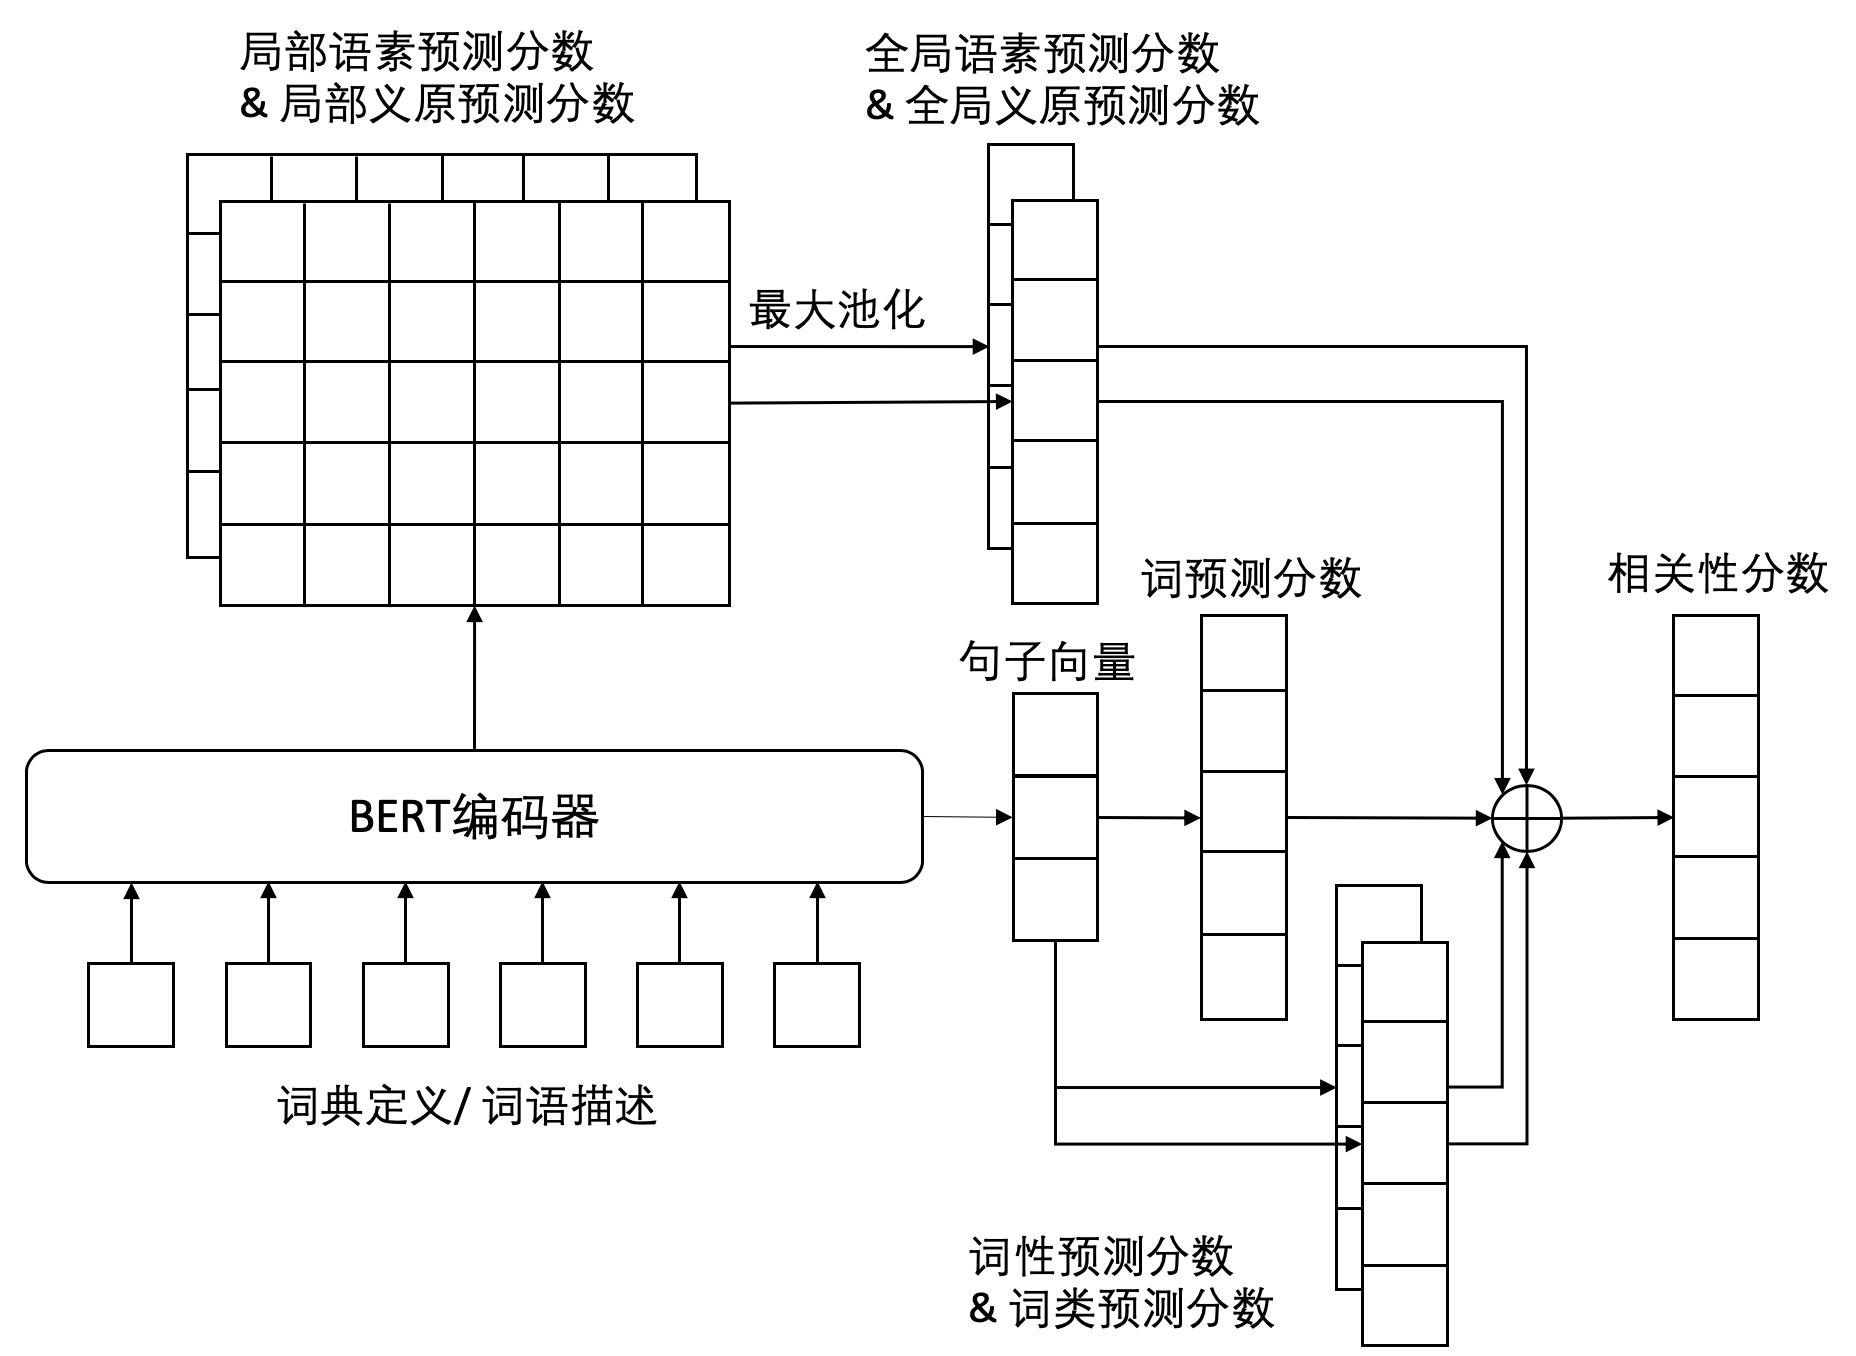 局部语素预测分数
& 局部义原预测分数
全局语素预测分数
& 全局义原预测分数
最大池化
词预测分数
相关性分数
句子向量
BERT编码器
词典定义/ 词语描述
词性预测分数
& 词类预测分数